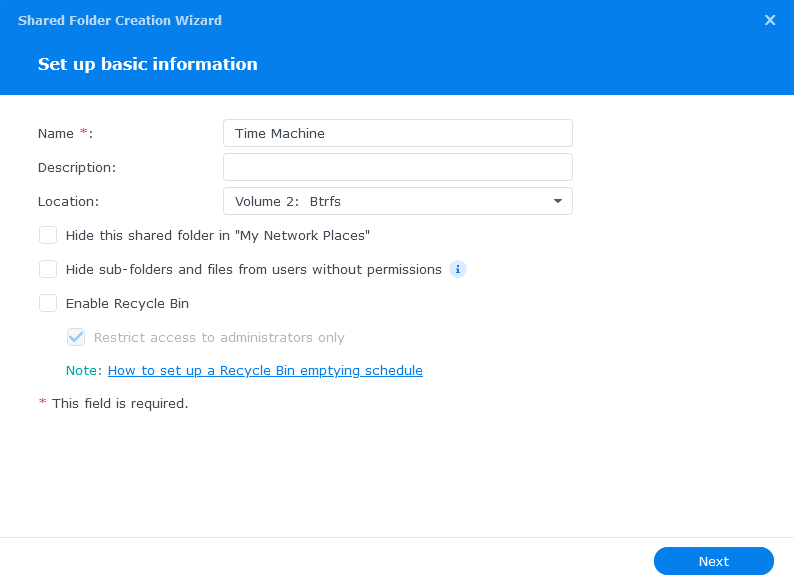 Shared Folder Creation Wizard
Set up basic information
Name *: Time Machine
Description:
Location: Volume 2: Btrfs
Hide this shared folder in "My Network Places"
Hide sub-folders and files from users without permissions i
Enable Recycle Bin
Restrict access to administrators only
Note: How to set up a Recycle Bin emptying schedule
* This field is required.
Next